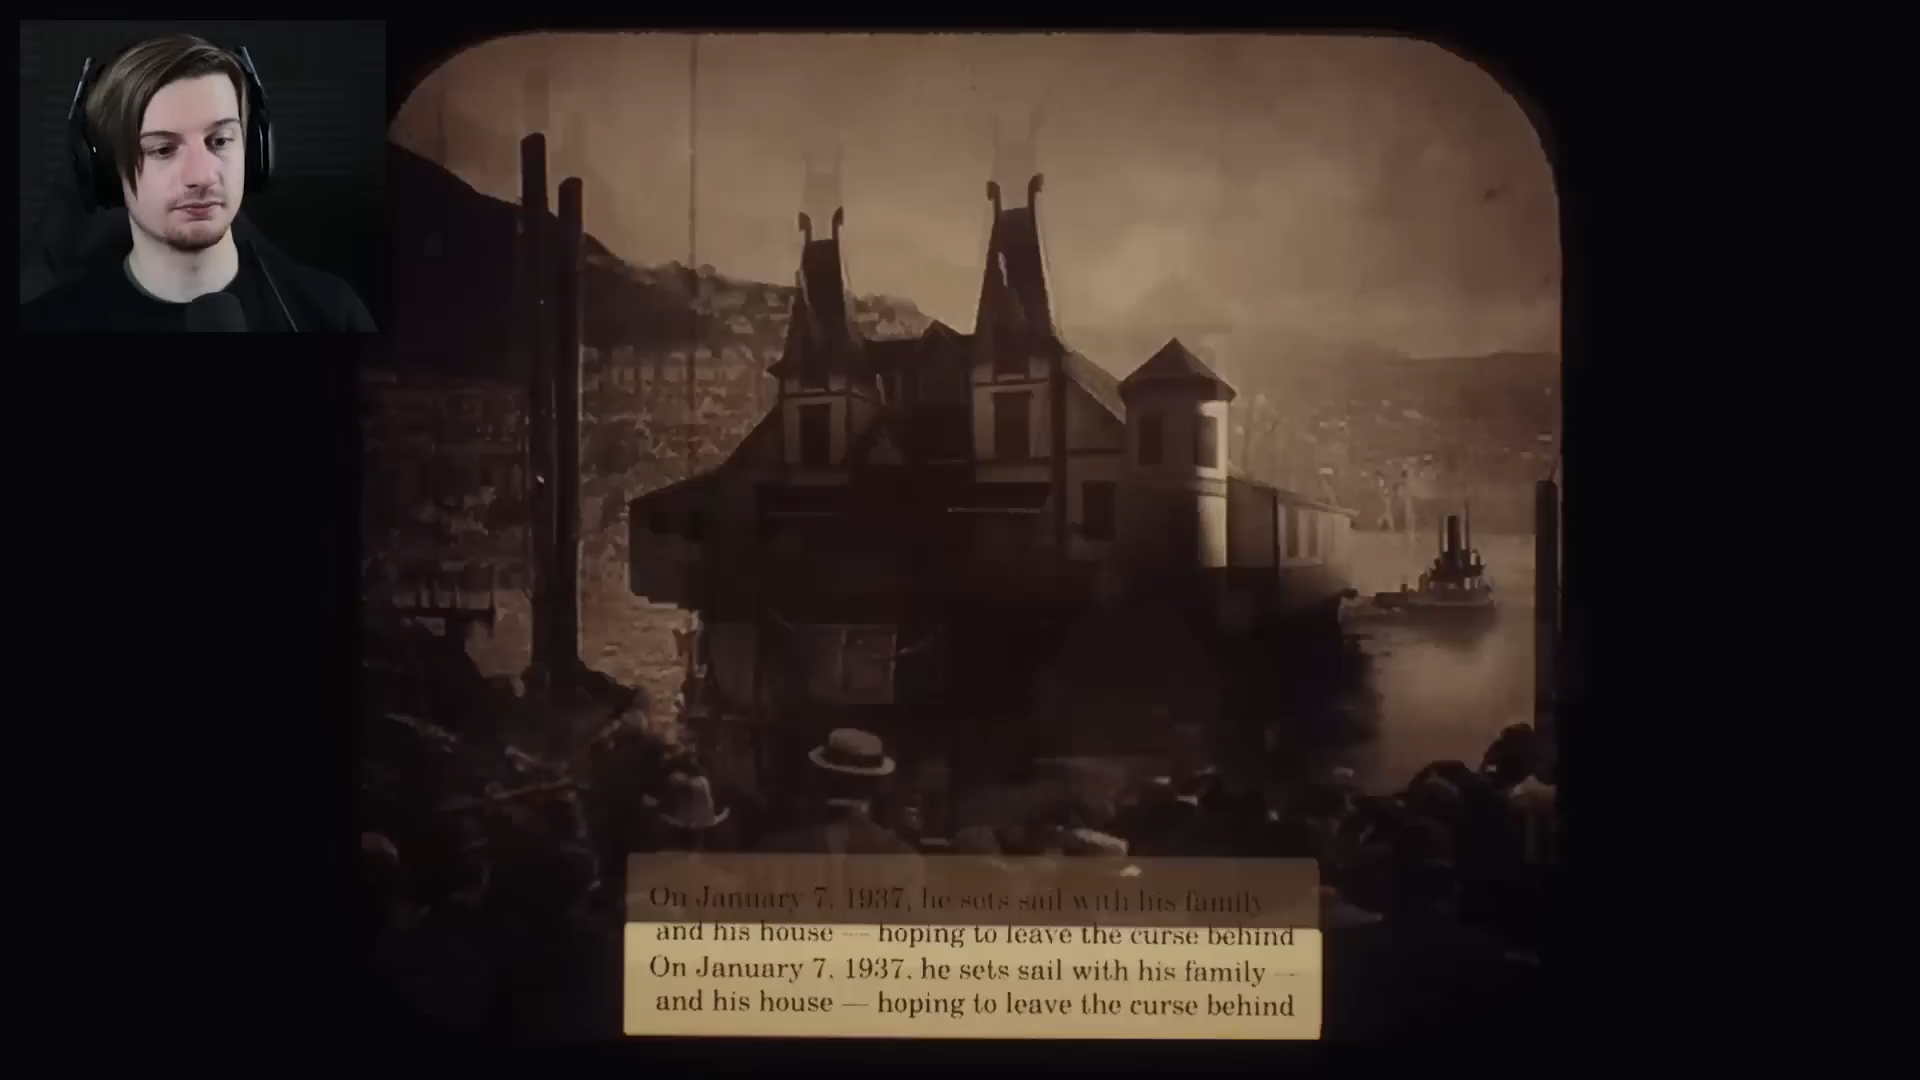 On January 7, 1937, he sets sail with his family
and his house — hoping to leave the curse behind
On January 7, 1937, he sets sail with his family —
and his house — hoping to leave the curse behind